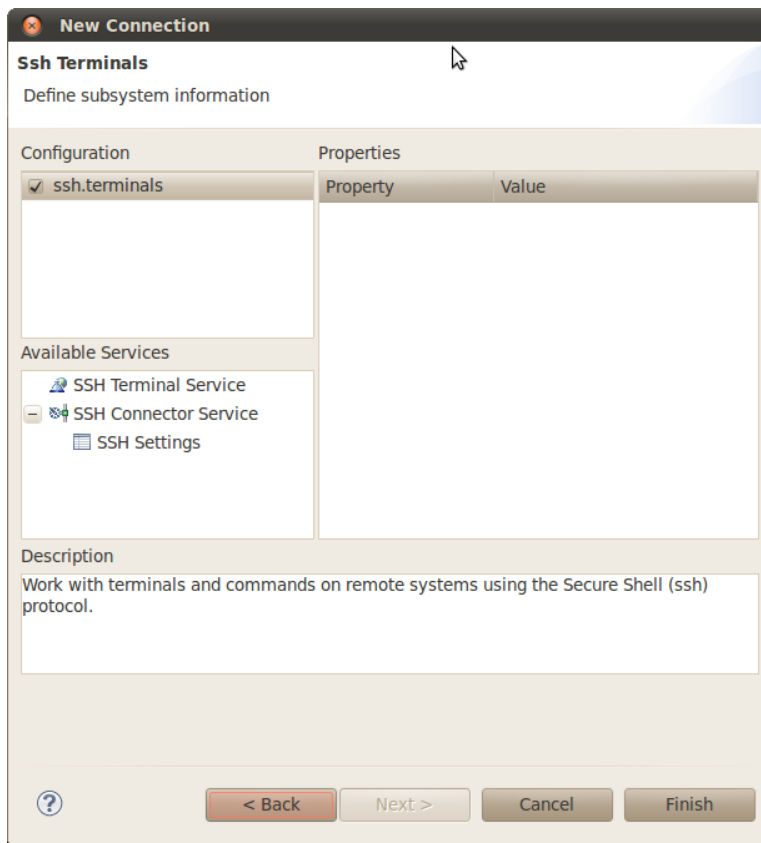 New Connection
Ssh Terminals
Define subsystem information
Configuration
Properties
ssh.terminals
Property Value
Available Services
SSH Terminal Service
SSH Connector Service
SSH Settings
Description
Work with terminals and commands on remote systems using the Secure Shell (ssh)
protocol.
? < Back Next > Cancel Finish